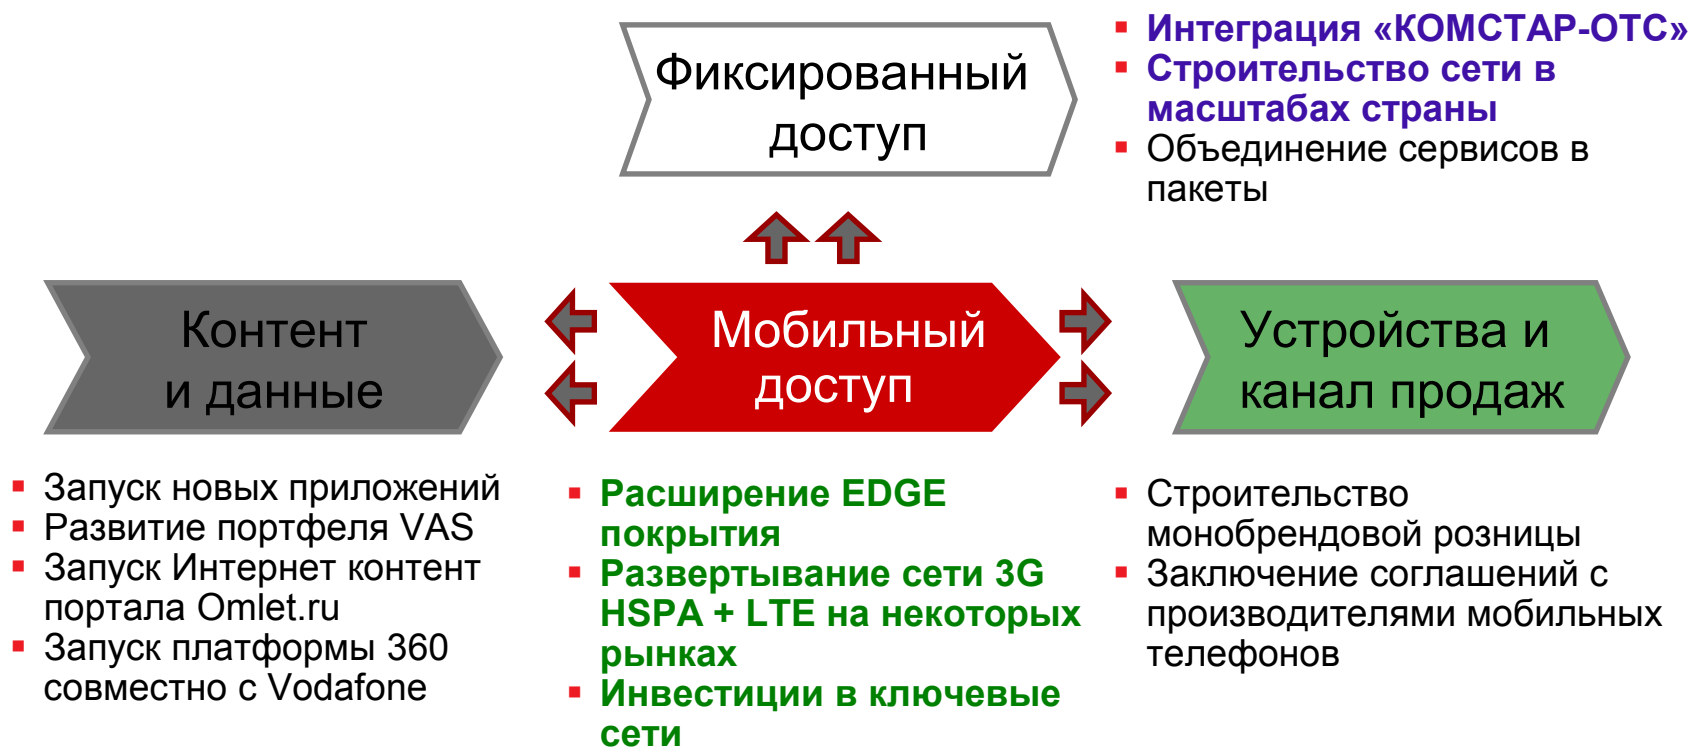 Фиксированный
доступ
Интеграция «КОМСТАР-ОТС»
Строительство сети в
масштабах страны
Объединение сервисов в
пакеты
Контент
и данные
Мобильный
доступ
Устройства и
канал продаж
Запуск новых приложений
Развитие портфеля VAS
Запуск Интернет контент
портала Omlet.ru
Запуск платформы 360
совместно с Vodafone
Расширение EDGE
покрытия
Развертывание сети 3G
HSPA + LTE на некоторых
рынках
Инвестиции в ключевые
сети
Строительство
монобрендовой розницы
Заключение соглашений с
производителями мобильных
телефонов